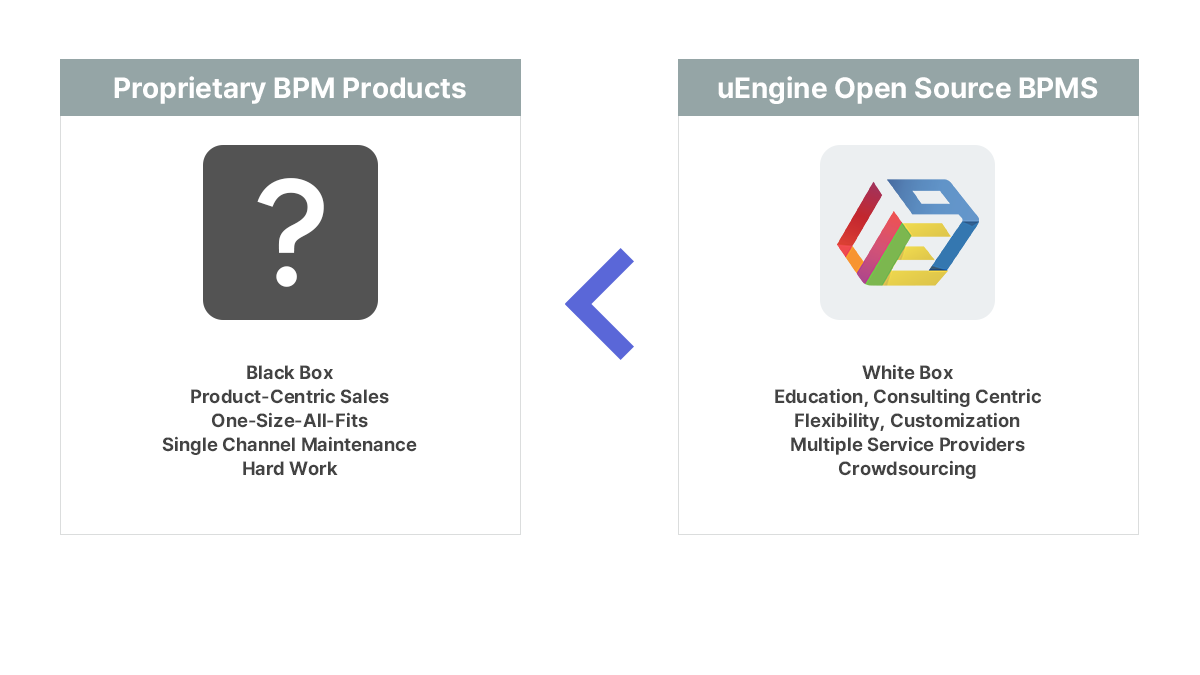 Proprietary BPM Products
?
Black Box
Product-Centric Sales
One-Size-All-Fits
Single Channel Maintenance
Hard Work
uEngine Open Source BPMS
White Box
Education, Consulting Centric
Flexibility, Customization
Multiple Service Providers
Crowdsourcing